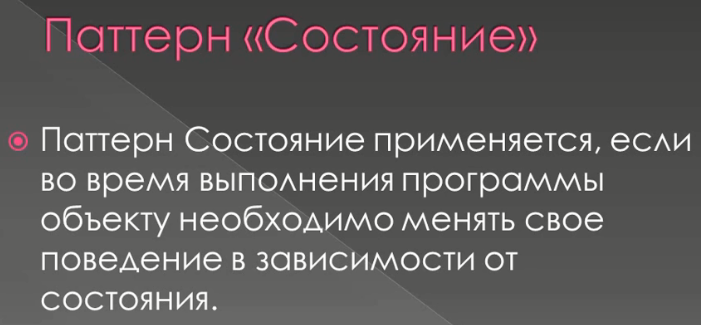 Паттерн «Состояние»
Паттерн Состояние применяется, если
во время выполнения программы
объекту необходимо менять свое
поведение в зависимости от
состояния.